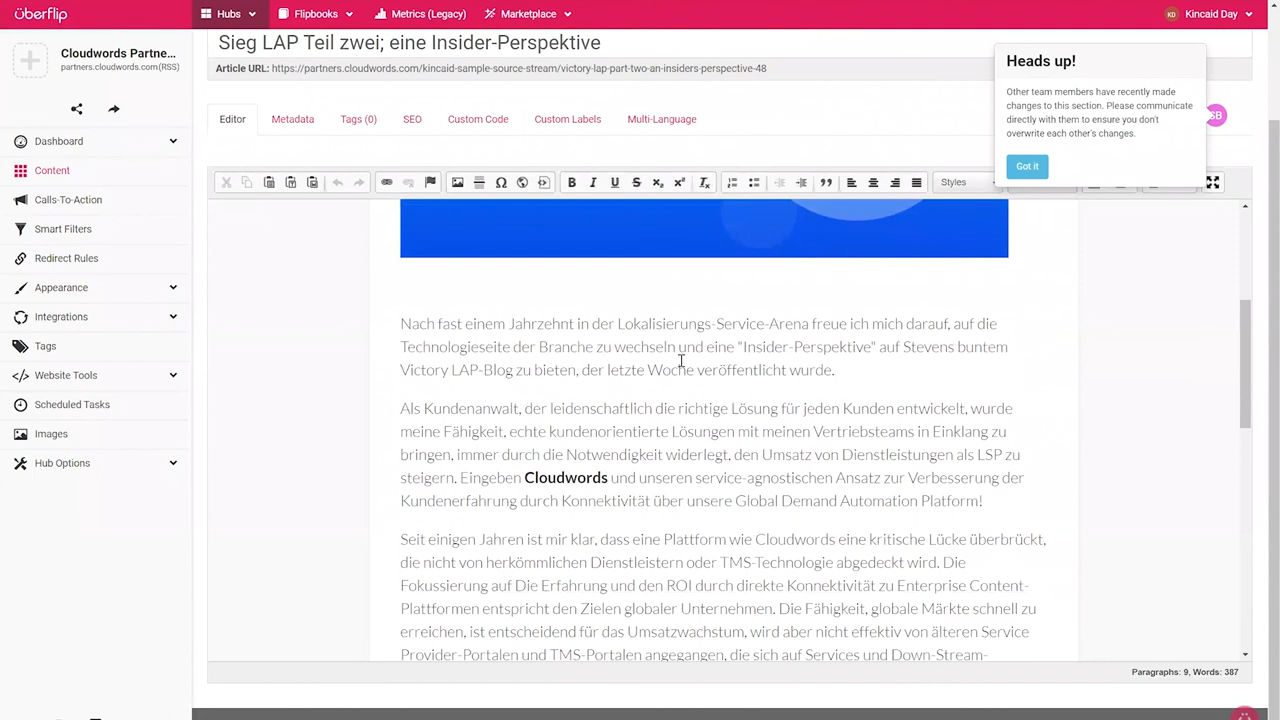 überflip
Hubs
Flipbooks
Metrics (Legacy)
Marketplace
KD
Kincaid Day
Cloudwords Partne...
partners.cloudwords.com(RSS)
Dashboard
Content
Calls-To-Action
Smart Filters
Redirect Rules
Appearance
Integrations
Tags
Website Tools
Scheduled Tasks
Images
Hub Options
Sieg LAP Teil zwei; eine Insider-Perspektive
Article URL: https://partners.cloudwords.com/kincaid-sample-source-stream/victory-lap-part-two-an-insiders-perspective-48
Heads up!
Other team members have recently made
changes to this section. Please communicate
directly with them to ensure you don't
overwrite each other's changes.
Got it
SB
Editor
Metadata
Tags (0)
SEO
Custom Code
Custom Labels
Multi-Language
Styles
Nach fast einem Jahrzehnt in der Lokalisierungs-Service-Arena freue ich mich darauf, auf die
Technologieseite der Branche zu wechseln und eine "Insider-Perspektive" auf Stevens buntem
Victory LAP-Blog zu bieten, der letzte Woche veröffentlicht wurde.
Als Kundenanwalt, der leidenschaftlich die richtige Lösung für jeden Kunden entwickelt, wurde
meine Fähigkeit, echte kundenorientierte Lösungen mit meinen Vertriebsteams in Einklang zu
bringen, immer durch die Notwendigkeit widerlegt, den Umsatz von Dienstleistungen als LSP zu
steigern. Eingeben Cloudwords und unseren service-agnostischen Ansatz zur Verbesserung der
Kundenerfahrung durch Konnektivität über unsere Global Demand Automation Platform!
Seit einigen Jahren ist mir klar, dass eine Plattform wie Cloudwords eine kritische Lücke überbrückt,
die nicht von herkömmlichen Dienstleistern oder TMS-Technologie abgedeckt wird. Die
Fokussierung auf Die Erfahrung und den ROI durch direkte Konnektivität zu Enterprise Content-
Plattformen entspricht den Zielen globaler Unternehmen. Die Fähigkeit, globale Märkte schnell zu
erreichen, ist entscheidend für das Umsatzwachstum, wird aber nicht effektiv von älteren Service
Provider-Portalen und TMS-Portalen angegangen, die sich auf Services und Down-Stream-
Paragraphs: 9, Words: 387